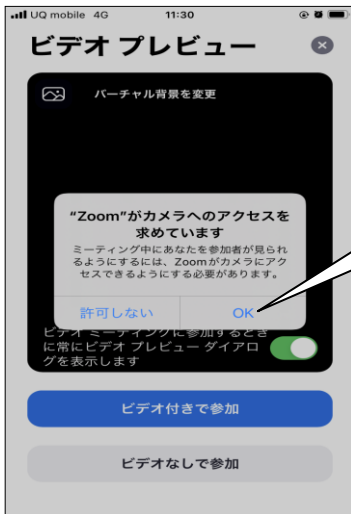 UQ mobile 4G 11:30
ビデオ プレビュー
バーチャル背景を変更
“Zoom”がカメラへのアクセスを
求めています
ミーティング中にあなたを参加者が見られ
るようにするには、Zoomがカメラにアク
セスできるようにする必要があります。
許可しない OK
ビデオ ミーティングに参加するとき
に常にビデオ プレビュー ダイアロ
グを表示します
ビデオ付きで参加
ビデオなしで参加